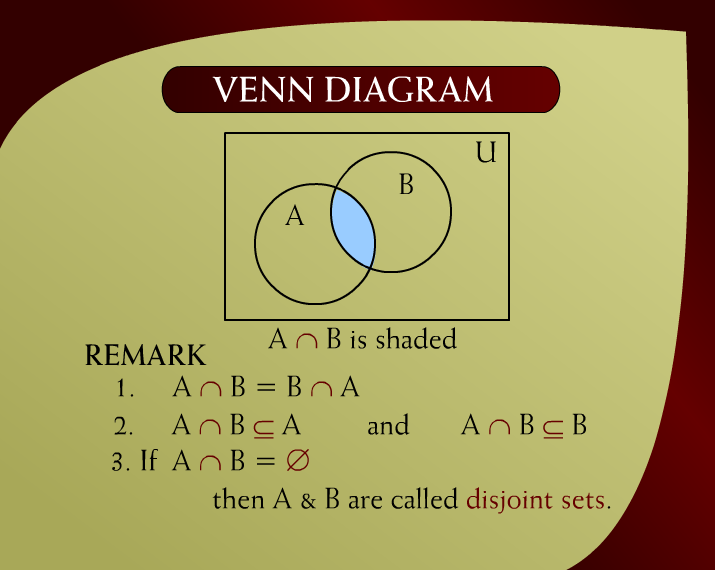 VENN DIAGRAM
U
B
A
A ∩ B is shaded
REMARK
1. A ∩ B = B ∩ A
2. A ∩ B ⊆ A and A ∩ B ⊆ B
3. If A ∩ B = ∅
then A & B are called disjoint sets.